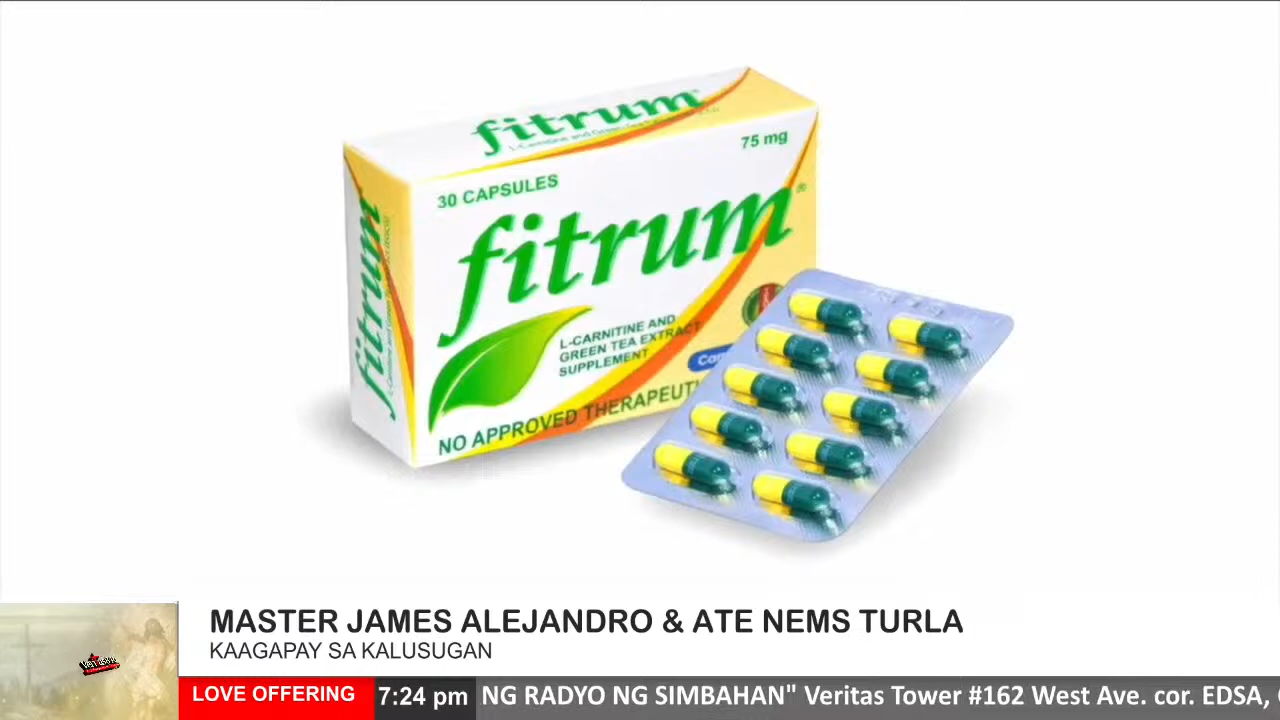 fitrum
75 mg
30 CAPSULES
fitrum®
fitrum
L-CARNITINE AND
GREEN TEA EXTRACT
SUPPLEMENT
NO APPROVED THERAPEUTI
MASTER JAMES ALEJANDRO & ATE NEMS TURLA
KAAGAPAY SA KALUSUGAN
LOVE OFFERING
7:24 pm
NG RADYO NG SIMBAHAN" Veritas Tower #162 West Ave. cor. EDSA,